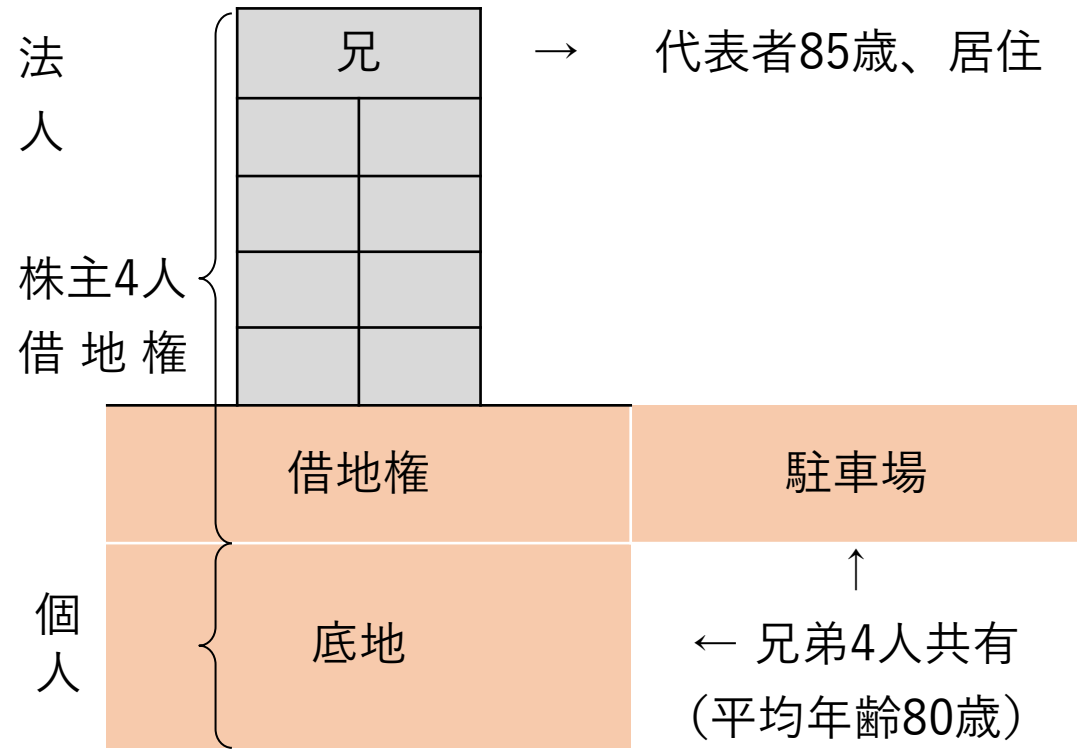 法
人
兄 → 代表者85歳、居住
株主4人
借地権
借地権
駐車場
個
人
底地
↑
← 兄弟4人共有
（平均年齢80歳）